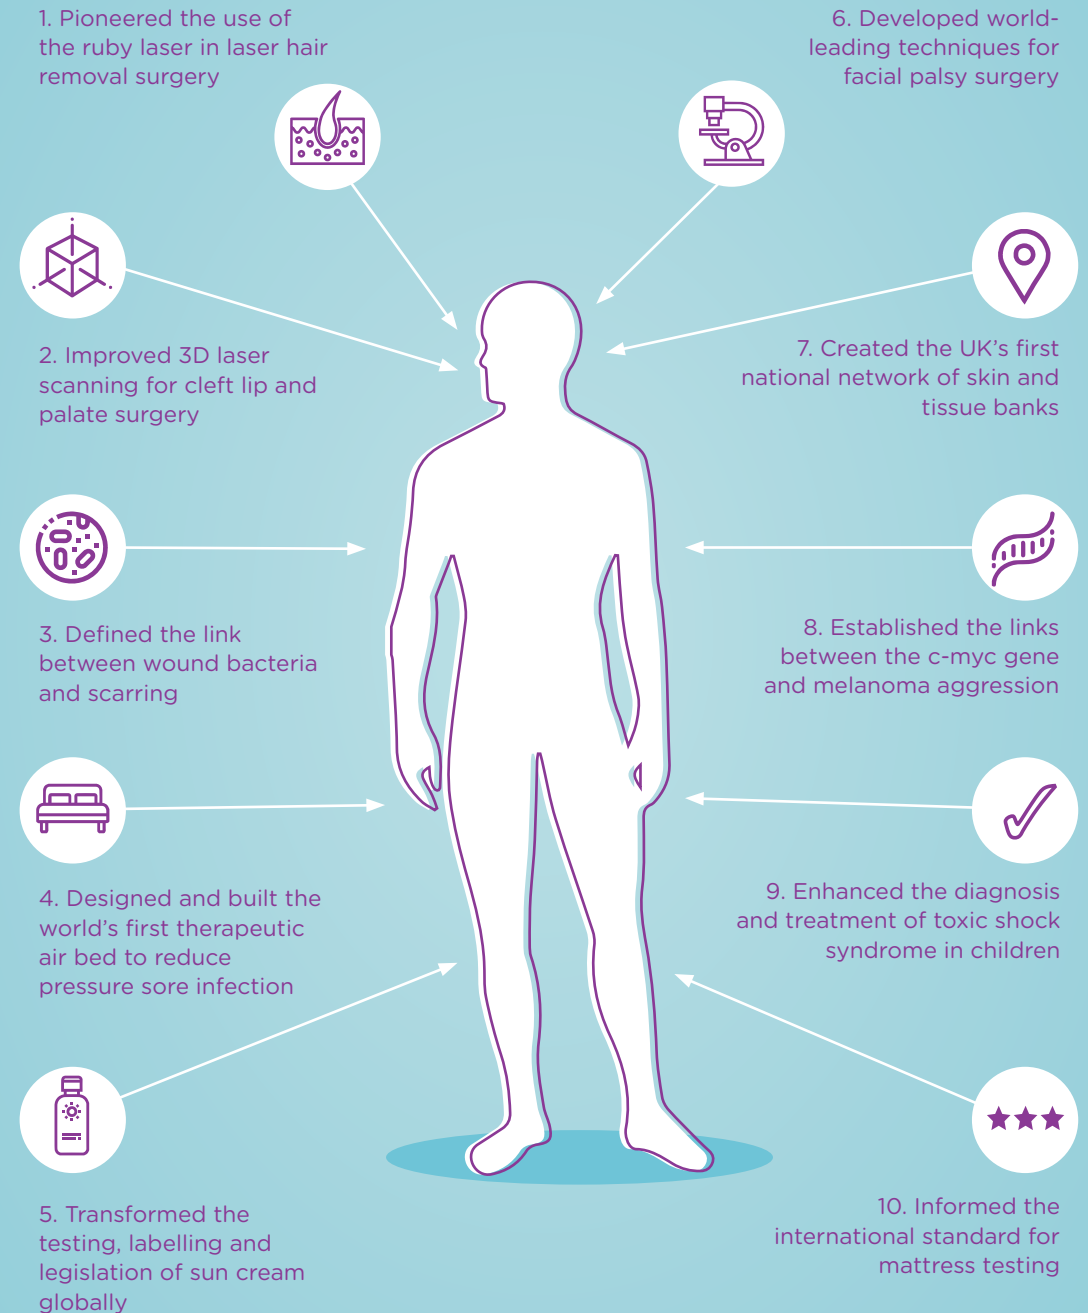 1. Pioneered the use of
the ruby laser in laser hair
removal surgery
2. Improved 3D laser
scanning for cleft lip and
palate surgery
3. Defined the link
between wound bacteria
and scarring
4. Designed and built the
world’s first therapeutic
air bed to reduce
pressure sore infection
5. Transformed the
testing, labelling and
legislation of sun cream
globally
6. Developed world-
leading techniques for
facial palsy surgery
7. Created the UK’s first
national network of skin and
tissue banks
8. Established the links
between the c-myc gene
and melanoma aggression
9. Enhanced the diagnosis
and treatment of toxic shock
syndrome in children
10. Informed the
international standard for
mattress testing